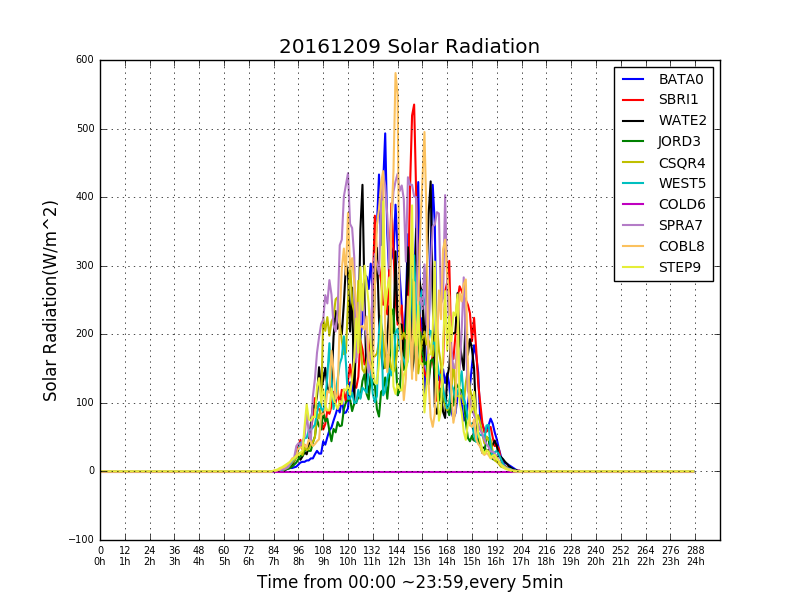 20161209 Solar Radiation
600
500
400
300
200
100
0
−100
Solar Radiation(W/m^2)
BATA0
SBRI1
WATE2
JORD3
CSQR4
WEST5
COLD6
SPRA7
COBL8
STEP9
0 12 24 36 48 60 72 84 96 108 120 132 144 156 168 180 192 204 216 228 240 252 264 276 288
0h 1h 2h 3h 4h 5h 6h 7h 8h 9h 10h 11h 12h 13h 14h 15h 16h 17h 18h 19h 20h 21h 22h 23h 24h
Time from 00:00 ~23:59,every 5min